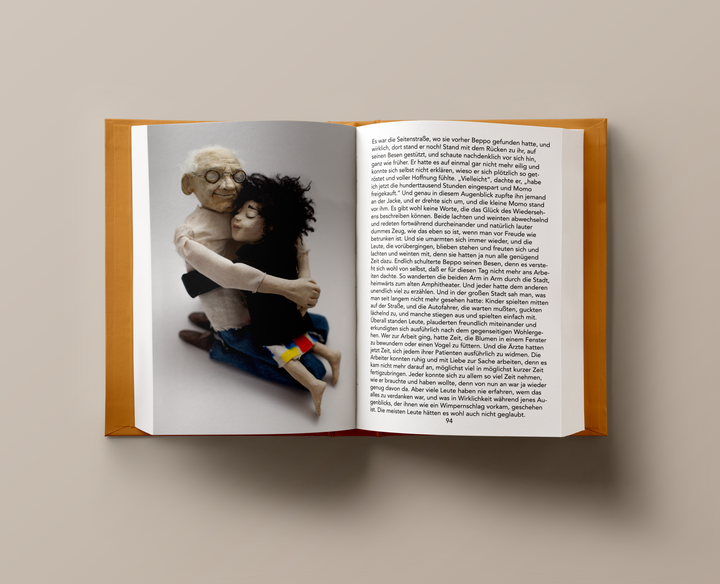 Es war die Seitenstraße, wo sie vorher Beppo gefunden hatte, und
wirklich, dort stand er noch! Stand mit dem Rücken zu ihr, auf
seinen Besen gestützt, und schaute nachdenklich vor sich hin,
ganz wie früher. Er hatte es auf einmal gar nicht mehr eilig und
konnte sich selbst nicht erklären, wieso er sich plötzlich so get-
röstet und voller Hoffnung fühlte. „Vielleicht“, dachte er, „habe
ich jetzt die hunderttausend Stunden eingespart und Momo
freigekauft.“ Und genau in diesem Augenblick zupfte ihn jemand
an der Jacke, und er drehte sich um, und die kleine Momo stand
vor ihm. Es gibt wohl keine Worte, die das Glück des Wiederseh-
ens beschreiben können. Beide lachten und weinten abwechselnd
und redeten fortwährend durcheinander und natürlich lauter
dummes Zeug, wie das eben so ist, wenn man vor Freude wie
betrunken ist. Und sie umarmten sich immer wieder, und die
Leute, die vorübergingen, blieben stehen und freuten sich und
lachten und weinten mit, denn sie hatten ja nun alle genügend
Zeit dazu. Endlich schulterte Beppo seinen Besen, denn es verste-
ht sich wohl von selbst, daß er für diesen Tag nicht mehr ans Arbe-
iten dachte. So wanderten die beiden Arm in Arm durch die Stadt,
heimwärts zum alten Amphitheater. Und jeder hatte dem anderen
unendlich viel zu erzählen. Und in der großen Stadt sah man, was
man seit langem nicht mehr gesehen hatte: Kinder spielten mitten
auf der Straße, und die Autofahrer, die warten mußten, guckten
lächelnd zu, und manche stiegen aus und spielten einfach mit.
Überall standen Leute, plauderten freundlich miteinander und
erkundigten sich ausführlich nach dem gegenseitigen Wohlerge-
hen. Wer zur Arbeit ging, hatte Zeit, die Blumen in einem Fenster
zu bewundern oder einen Vogel zu füttern. Und die Ärzte hatten
jetzt Zeit, sich jedem ihrer Patienten ausführlich zu widmen. Die
Arbeiter konnten ruhig und mit Liebe zur Sache arbeiten, denn es
kam nicht mehr darauf an, möglichst viel in möglichst kurzer Zeit
fertigzubringen. Jeder konnte sich zu allem so viel Zeit nehmen,
wie er brauchte und haben wollte, denn von nun an war ja wieder
genug davon da. Aber viele Leute haben nie erfahren, wem das
alles zu verdanken war, und was in Wirklichkeit während jenes Au-
genblicks, der ihnen wie ein Wimpernschlag vorkam, geschehen
ist. Die meisten Leute hätten es wohl auch nicht geglaubt.
94